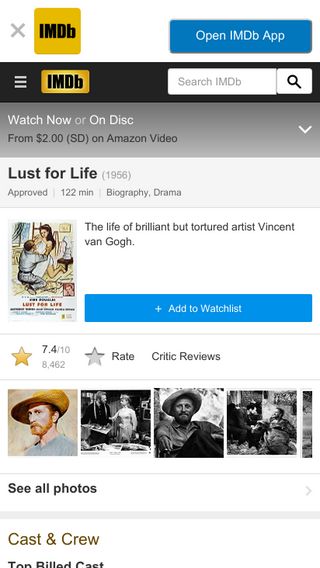 IMDb
Open IMDb App
IMDb
Search IMDb
Watch Now or On Disc
From $2.00 (SD) on Amazon Video
Lust for Life (1956)
Approved | 122 min | Biography, Drama
The life of brilliant but tortured artist Vincent
van Gogh.
LUST FOR LIFE
+ Add to Watchlist
7.4/10
8,462
Rate
Critic Reviews
See all photos
Cast & Crew
Top Billed Cast